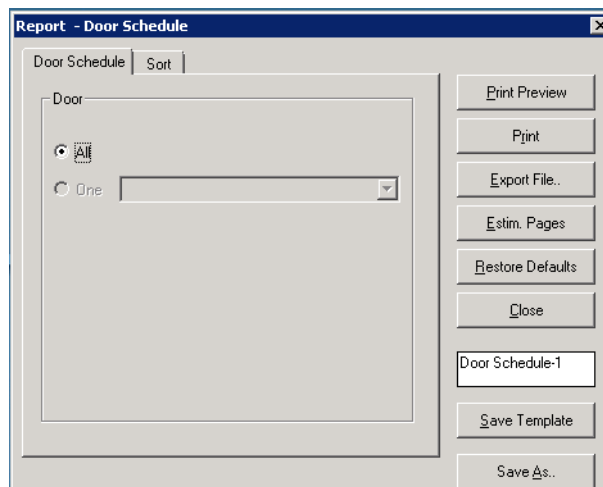 Report - Door Schedule
Door Schedule
Sort
Door
All
One
Print Preview
Print
Export File..
Estim. Pages
Restore Defaults
Close
Door Schedule-1
Save Template
Save As..